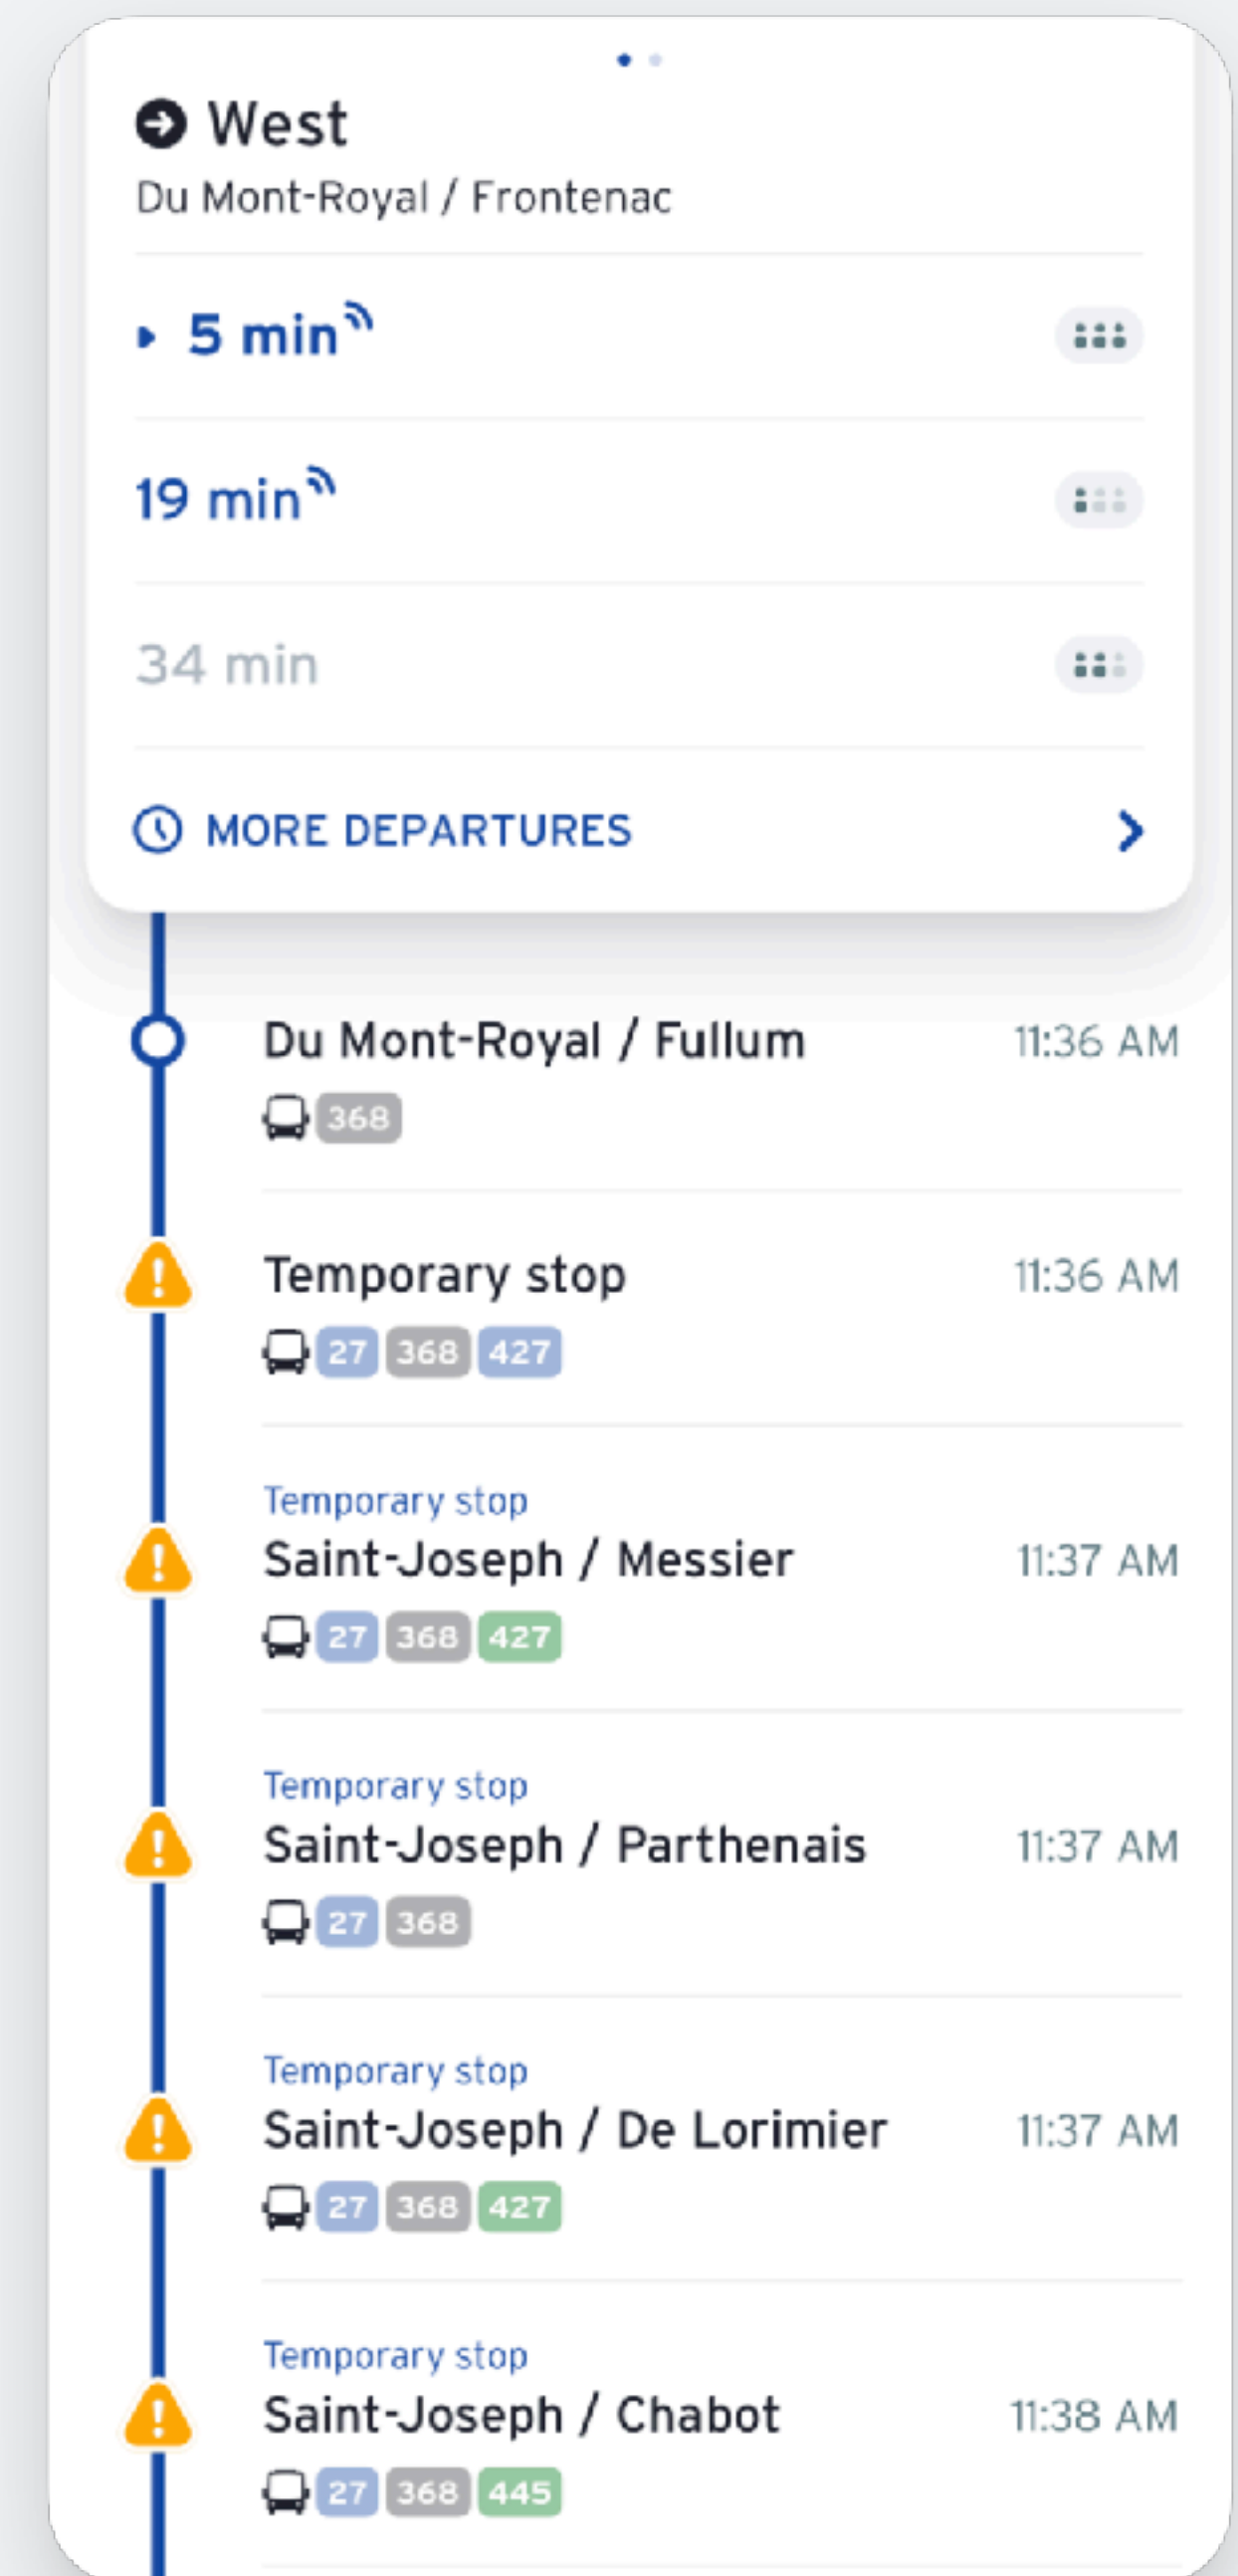 West
Du Mont-Royal / Frontenac
5 min
19 min
34 min
MORE DEPARTURES
Du Mont-Royal / Fullum 11:36 AM
368
Temporary stop 11:36 AM
27 368 427
Temporary stop
Saint-Joseph / Messier 11:37 AM
27 368 427
Temporary stop
Saint-Joseph / Parthenais 11:37 AM
27 368
Temporary stop
Saint-Joseph / De Lorimier 11:37 AM
27 368 427
Temporary stop
Saint-Joseph / Chabot 11:38 AM
27 368 445